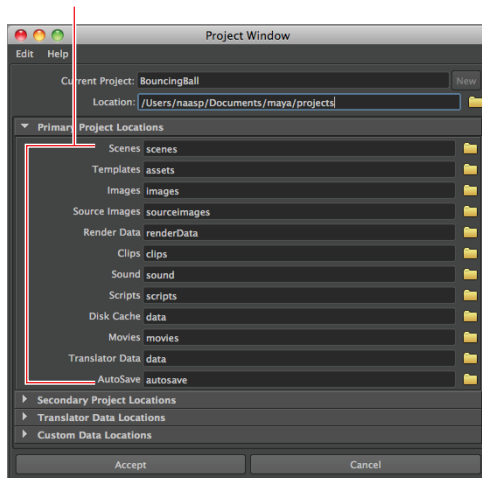 Project Window
Edit Help
Current Project: BouncingBall New
Location: /Users/naasp/Documents/maya/projects
Primary Project Locations
Scenes scenes
Templates assets
Images images
Source Images sourceimages
Render Data renderData
Clips clips
Sound sound
Scripts scripts
Disk Cache data
Movies movies
Translator Data data
AutoSave autosave
Secondary Project Locations
Translator Data Locations
Custom Data Locations
Accept Cancel